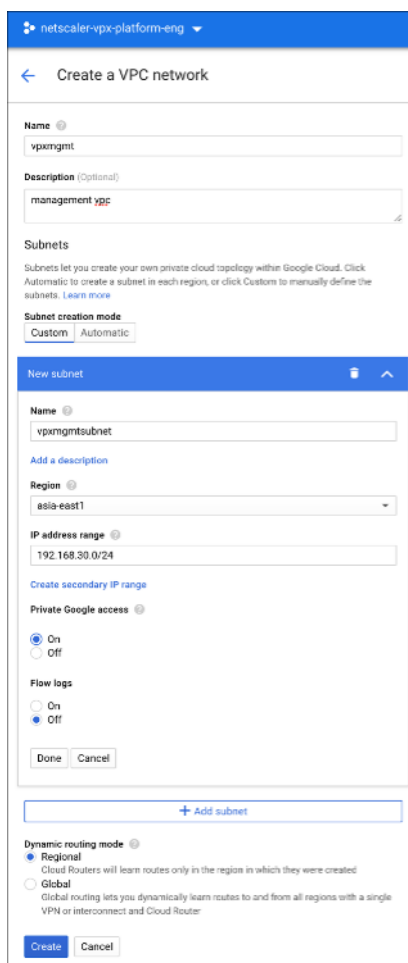 netscaler-vpx-platform-eng
Create a VPC network
Name
vpxmgmt
Description (Optional)
management vpc
Subnets
Subnets let you create your own private cloud topology within Google Cloud. Click
Automatic to create a subnet in each region, or click Custom to manually define the
subnets. Learn more
Subnet creation mode
Custom Automatic
New subnet
Name
vpxmgmtsubnet
Add a description
Region
asia-east1
IP address range
192.168.30.0/24
Create secondary IP range
Private Google access
On
Off
Flow logs
On
Off
Done Cancel
+ Add subnet
Dynamic routing mode
Regional
Cloud Routers will learn routes only in the region in which they were created
Global
Global routing lets you dynamically learn routes to and from all regions with a single
VPN or interconnect and Cloud Router
Create Cancel